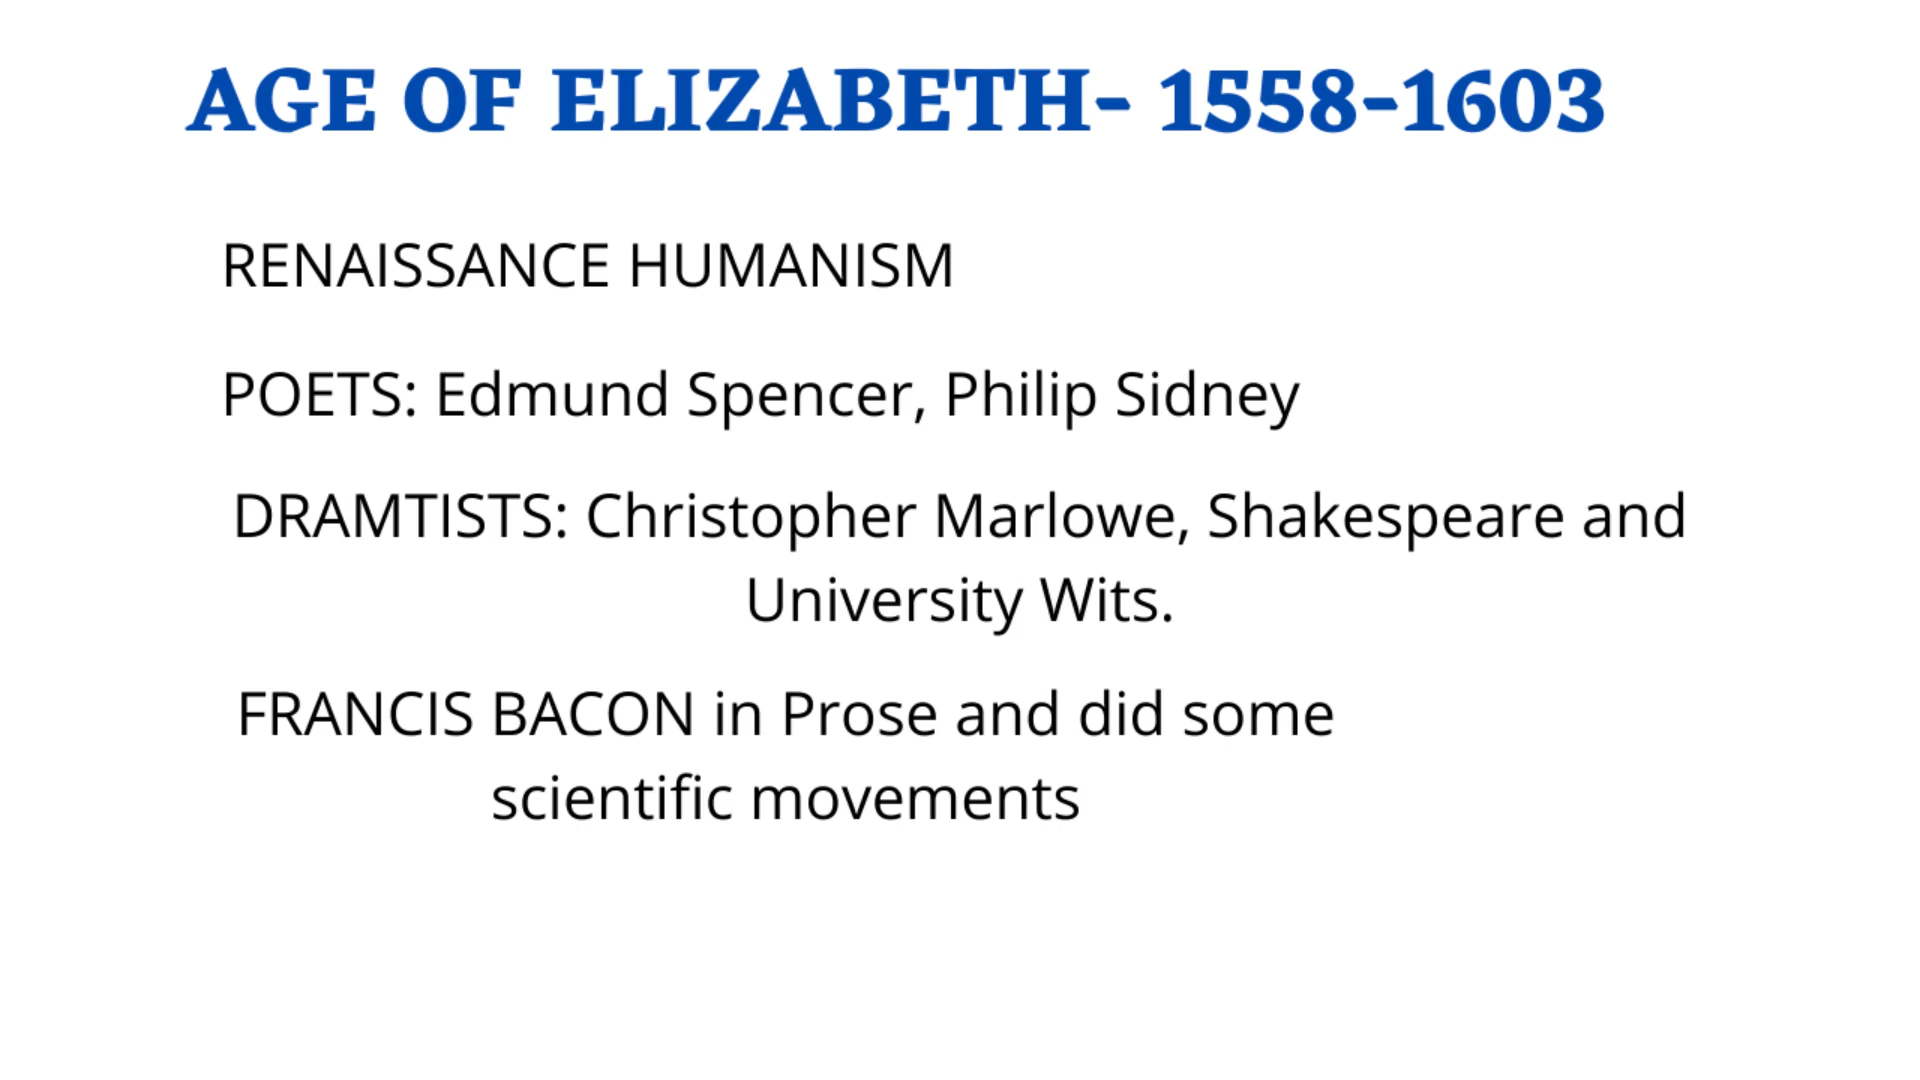 AGE OF ELIZABETH- 1558-1603
RENAISSANCE HUMANISM
POETS: Edmund Spencer, Philip Sidney
DRAMTISTS: Christopher Marlowe, Shakespeare and
University Wits.
FRANCIS BACON in Prose and did some
scientific movements